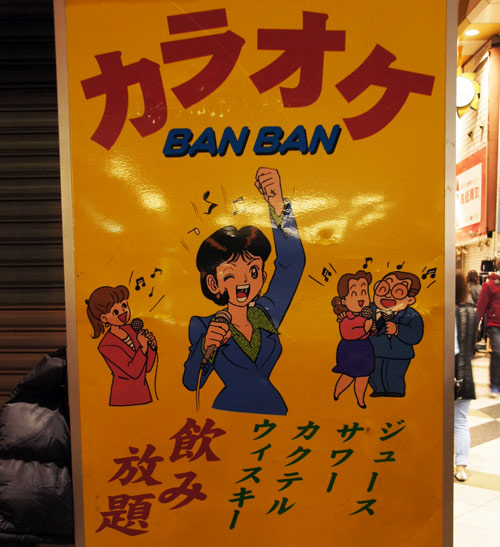 カラオケ
BAN BAN
ジュース
サワー
カクテル
ウィスキー
飲み
放題